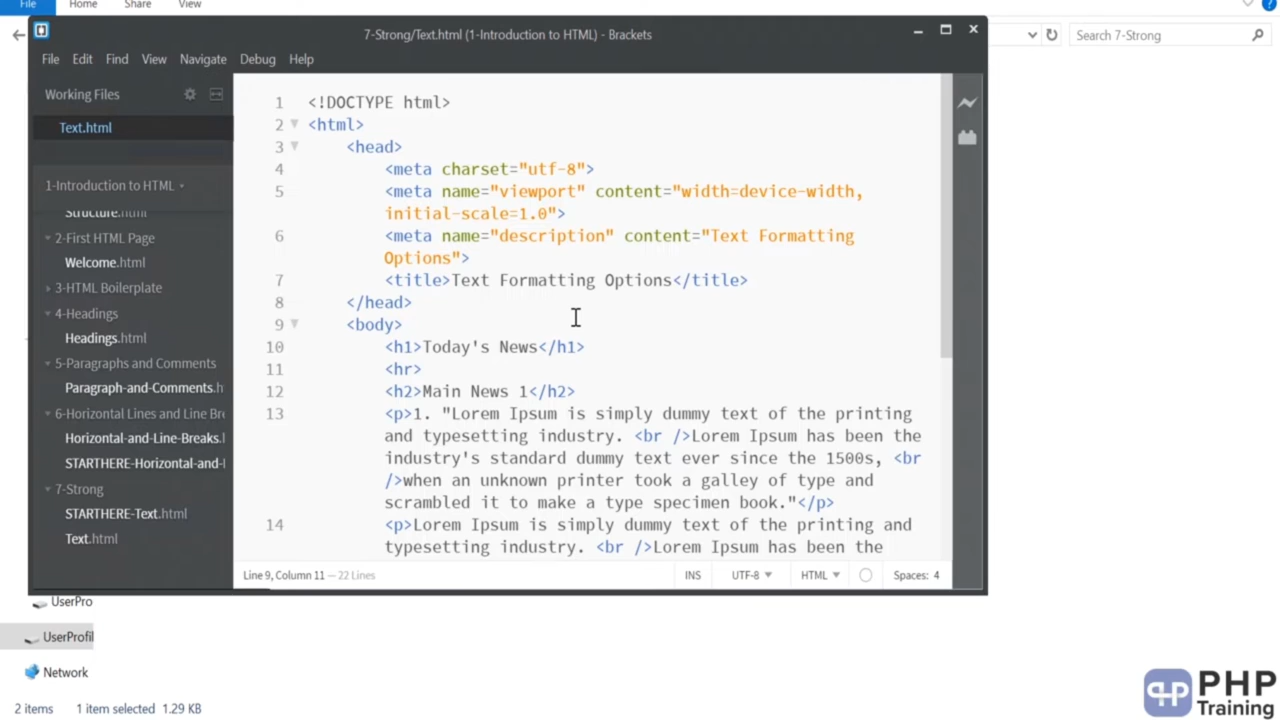 File Home Share View
7-Strong/Text.html (1-Introduction to HTML) - Brackets
Search 7-Strong
File Edit Find View Navigate Debug Help
Working Files
Text.html
1-Introduction to HTML
Structure.html
2-First HTML Page
Welcome.html
3-HTML Boilerplate
4-Headings
Headings.html
5-Paragraphs and Comments
Paragraph-and-Comments.h
6-Horizontal Lines and Line Bre
Horizontal-and-Line-Breaks.
STARTHERE-Horizontal-and-
7-Strong
STARTHERE-Text.html
Text.html
1 <!DOCTYPE html>
2 <html>
3 <head>
4 <meta charset="utf-8">
5 <meta name="viewport" content="width=device-width,
initial-scale=1.0">
6 <meta name="description" content="Text Formatting
Options">
7 <title>Text Formatting Options</title>
8 </head>
9 <body>
10 <h1>Today's News</h1>
11 <hr>
12 <h2>Main News 1</h2>
13 <p>1. "Lorem Ipsum is simply dummy text of the printing
and typesetting industry. <br />Lorem Ipsum has been the
industry's standard dummy text ever since the 1500s, <br
/>when an unknown printer took a galley of type and
scrambled it to make a type specimen book."</p>
14 <p>Lorem Ipsum is simply dummy text of the printing and
typesetting industry. <br />Lorem Ipsum has been the
Line 9, Column 11 — 22 Lines
INS UTF-8 HTML Spaces: 4
UserPro
UserProfil
Network
2 items 1 item selected 1.29 KB
PHP
Training